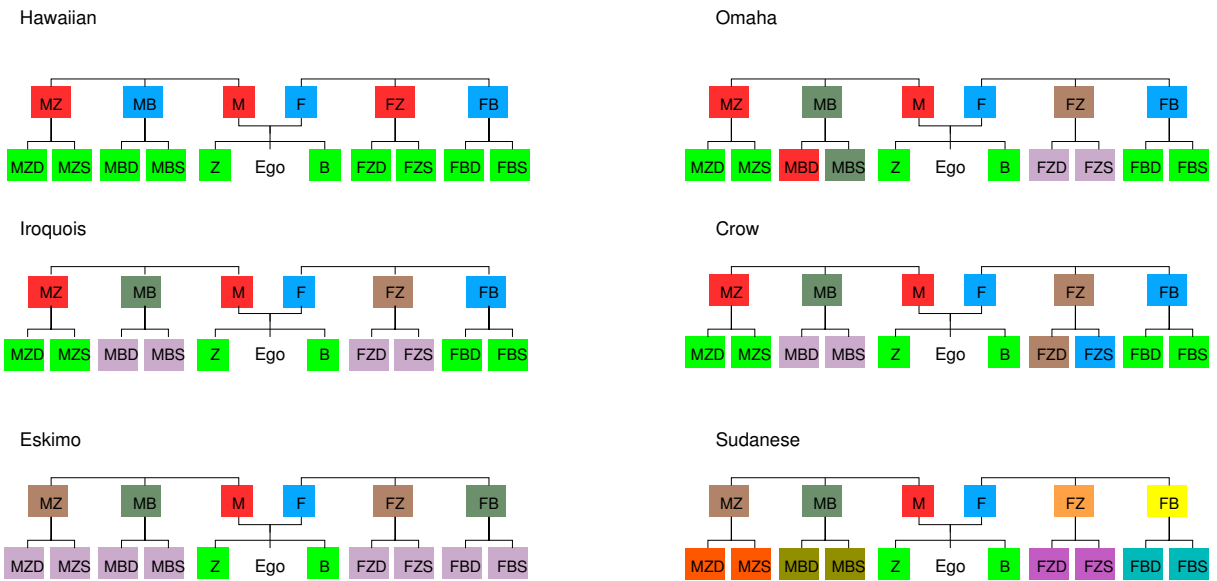 Hawaiian
Omaha
MZ MB M F FZ FB
MZ MB M F FZ FB
MZD MZS MBD MBS Z Ego B FZD FZS FBD FBS
MZD MZS MBD MBS Z Ego B FZD FZS FBD FBS
Iroquois
Crow
MZ MB M F FZ FB
MZ MB M F FZ FB
MZD MZS MBD MBS Z Ego B FZD FZS FBD FBS
MZD MZS MBD MBS Z Ego B FZD FZS FBD FBS
Eskimo
Sudanese
MZ MB M F FZ FB
MZ MB M F FZ FB
MZD MZS MBD MBS Z Ego B FZD FZS FBD FBS
MZD MZS MBD MBS Z Ego B FZD FZS FBD FBS